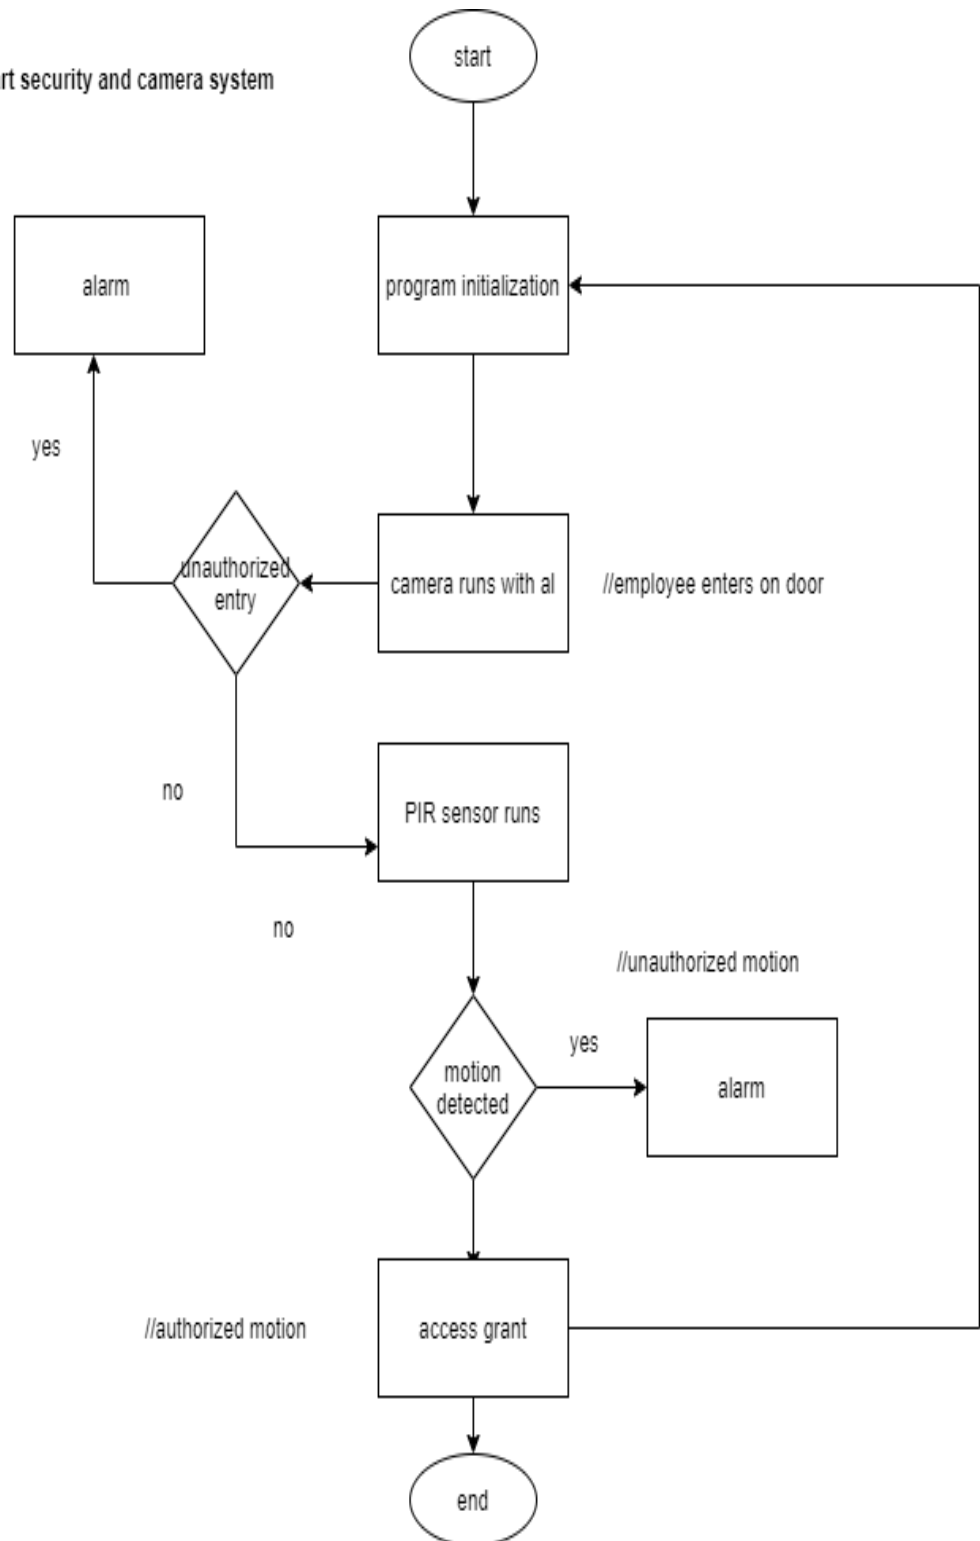 start
rt security and camera system
alarm
program initialization
yes
unauthorized
entry
camera runs with aI
//employee enters on door
no
PIR sensor runs
no
//unauthorized motion
yes
motion
detected
alarm
//authorized motion
access grant
end